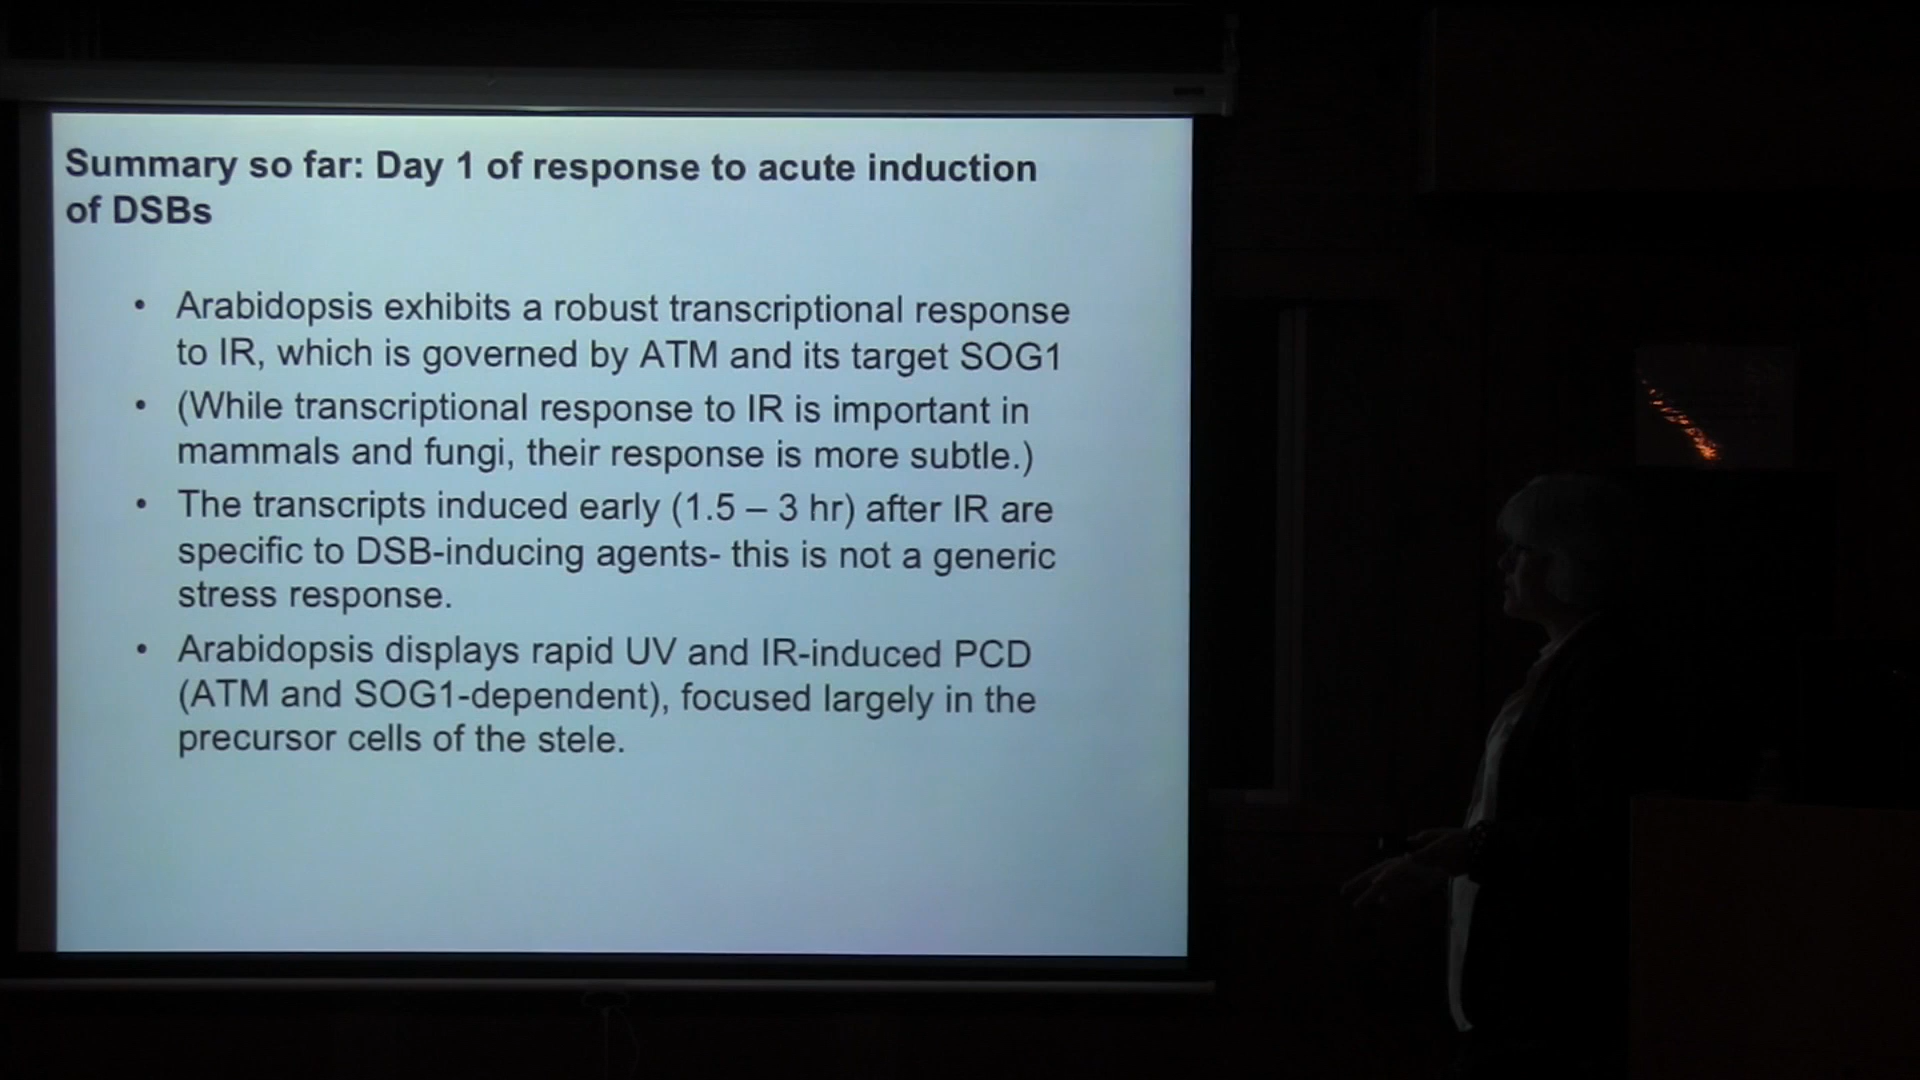 Summary so far: Day 1 of response to acute induction
of DSBs
• Arabidopsis exhibits a robust transcriptional response
to IR, which is governed by ATM and its target SOG1
• (While transcriptional response to IR is important in
mammals and fungi, their response is more subtle.)
• The transcripts induced early (1.5 – 3 hr) after IR are
specific to DSB-inducing agents- this is not a generic
stress response.
• Arabidopsis displays rapid UV and IR-induced PCD
(ATM and SOG1-dependent), focused largely in the
precursor cells of the stele.